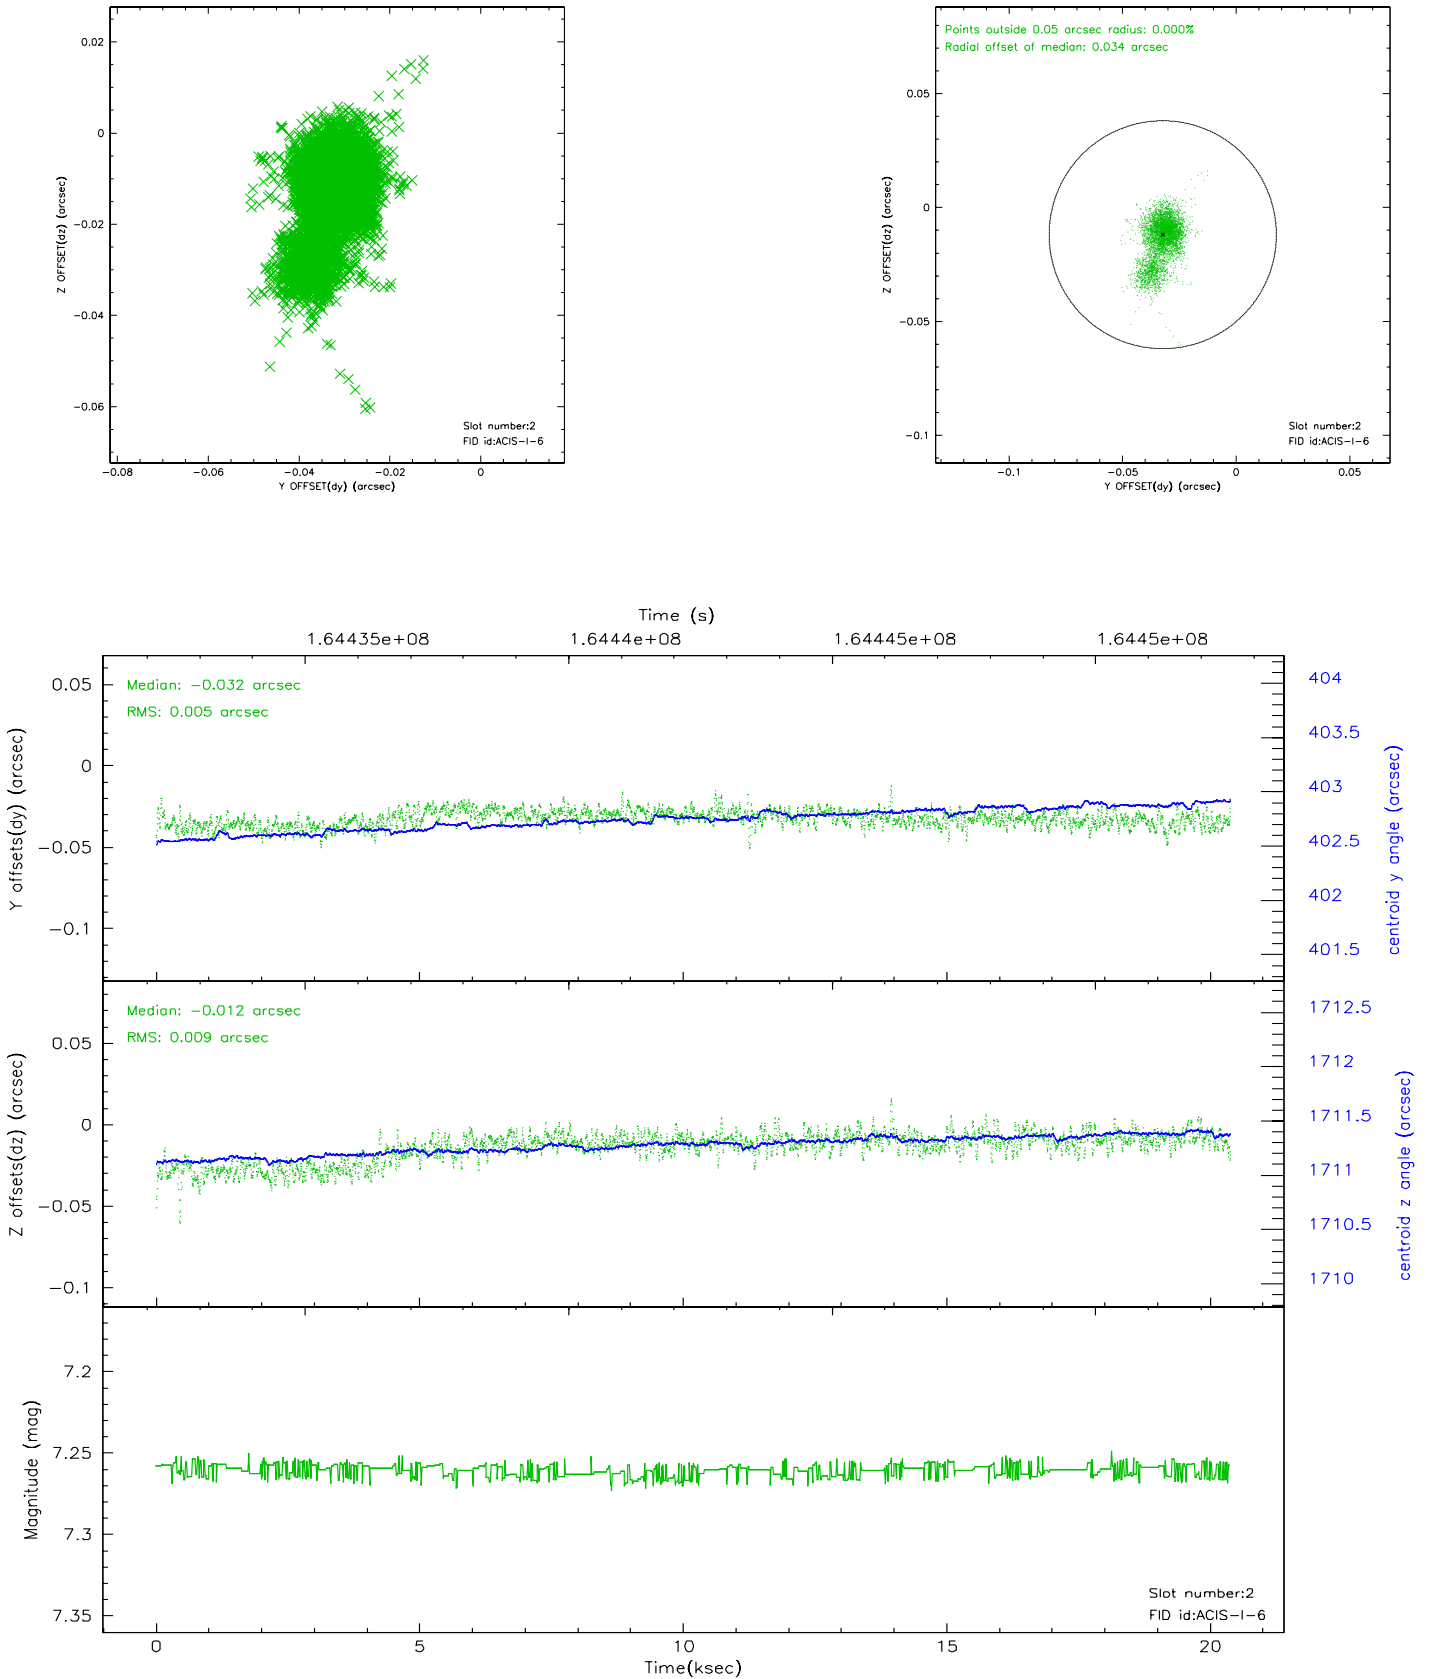 0.02
0
−0.02
−0.04
−0.06
Z OFFSET(dz) (arcsec)
Slot number:2
FID id:ACIS−I−6
−0.08
−0.06
−0.04
−0.02
0
Y OFFSET(dy) (arcsec)
Points outside 0.05 arcsec radius: 0.000%
Radial offset of median: 0.034 arcsec
0.05
0
−0.05
−0.1
Z OFFSET(dz) (arcsec)
Slot number:2
FID id:ACIS−I−6
−0.1
−0.05
0
0.05
Y OFFSET(dy) (arcsec)
Time (s)
1.64435e+08
1.6444e+08
1.64445e+08
1.6445e+08
Median: −0.032 arcsec
RMS: 0.005 arcsec
0.05
0
−0.05
−0.1
Y offsets(dy) (arcsec)
404
403.5
403
402.5
402
401.5
centroid y angle (arcsec)
Median: −0.012 arcsec
RMS: 0.009 arcsec
0.05
0
−0.05
−0.1
Z offsets(dz) (arcsec)
1712.5
1712
1711.5
1711
1710.5
1710
centroid z angle (arcsec)
7.2
7.25
7.3
7.35
Magnitude (mag)
Slot number:2
FID id:ACIS−I−6
0
5
10
15
20
Time(ksec)